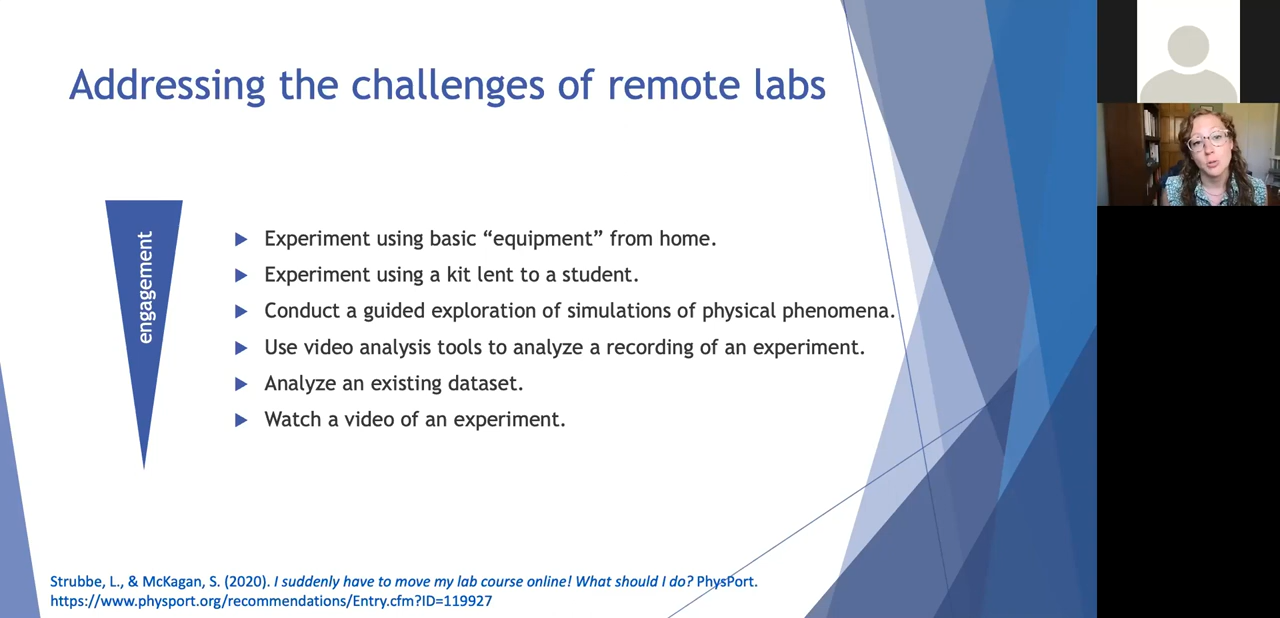 Addressing the challenges of remote labs
engagement
Experiment using basic “equipment” from home.
Experiment using a kit lent to a student.
Conduct a guided exploration of simulations of physical phenomena.
Use video analysis tools to analyze a recording of an experiment.
Analyze an existing dataset.
Watch a video of an experiment.
Strubbe, L., & McKagan, S. (2020). I suddenly have to move my lab course online! What should I do? PhysPort.
https://www.physport.org/recommendations/Entry.cfm?ID=119927